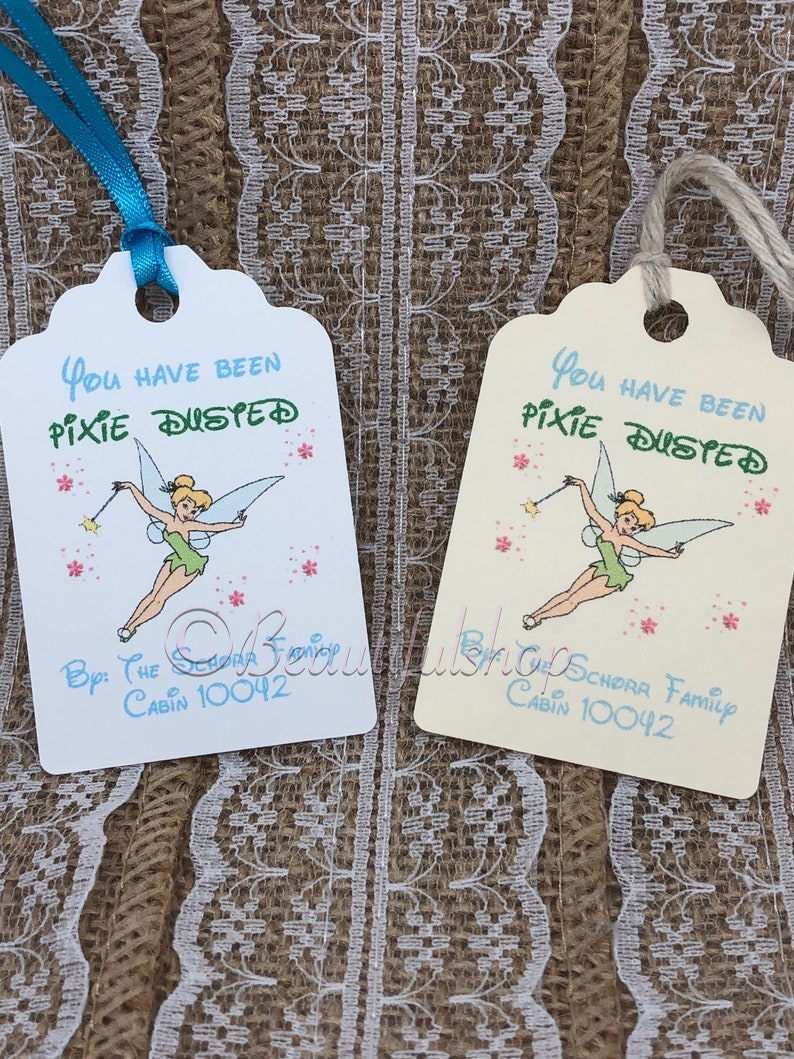 You have been
Pixie Dusted
By: The Schorr Family
Cabin 10042
You have been
Pixie Dusted
By: The Schorr Family
Cabin 10042
©Beautifulshop